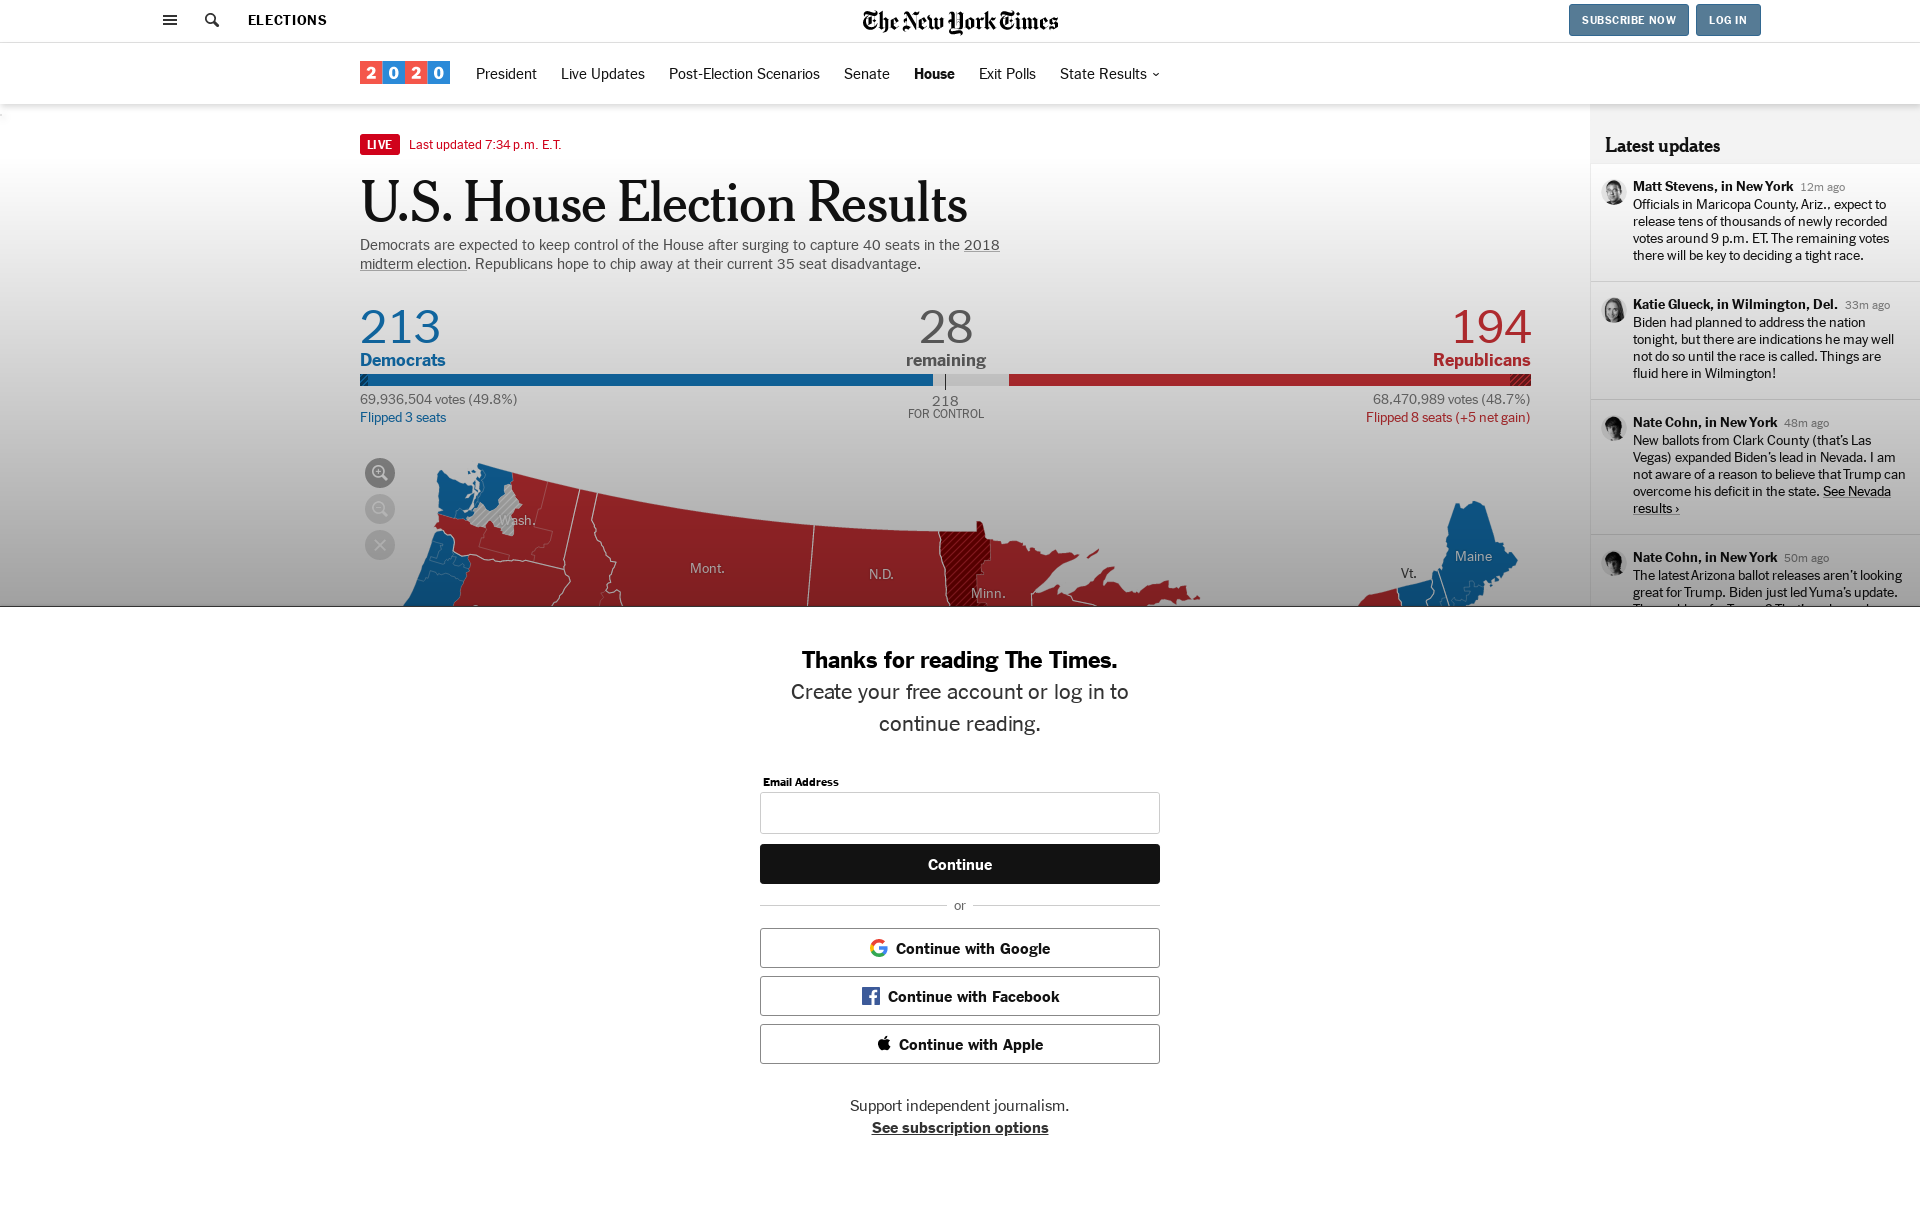 ELECTIONS
The New York Times
SUBSCRIBE NOW
LOG IN
2020
President
Live Updates
Post-Election Scenarios
Senate
House
Exit Polls
State Results
LIVE
Last updated 7:34 p.m. E.T.
U.S. House Election Results
Democrats are expected to keep control of the House after surging to capture 40 seats in the 2018
midterm election. Republicans hope to chip away at their current 35 seat disadvantage.
213
Democrats
28
remaining
194
Republicans
69,936,504 votes (49.8%)
Flipped 3 seats
218
FOR CONTROL
68,470,989 votes (48.7%)
Flipped 8 seats (+5 net gain)
Wash.
Mont.
N.D.
Minn.
Vt.
Maine
Latest updates
Matt Stevens, in New York 12m ago
Officials in Maricopa County, Ariz., expect to
release tens of thousands of newly recorded
votes around 9 p.m. ET. The remaining votes
there will be key to deciding a tight race.
Katie Glueck, in Wilmington, Del. 33m ago
Biden had planned to address the nation
tonight, but there are indications he may well
not do so until the race is called. Things are
fluid here in Wilmington!
Nate Cohn, in New York 48m ago
New ballots from Clark County (that's Las
Vegas) expanded Biden's lead in Nevada. I am
not aware of a reason to believe that Trump can
overcome his deficit in the state. See Nevada
results ›
Nate Cohn, in New York 50m ago
The latest Arizona ballot releases aren't looking
great for Trump. Biden just led Yuma's update.
Thanks for reading The Times.
Create your free account or log in to
continue reading.
Email Address
Continue
or
Continue with Google
Continue with Facebook
Continue with Apple
Support independent journalism.
See subscription options